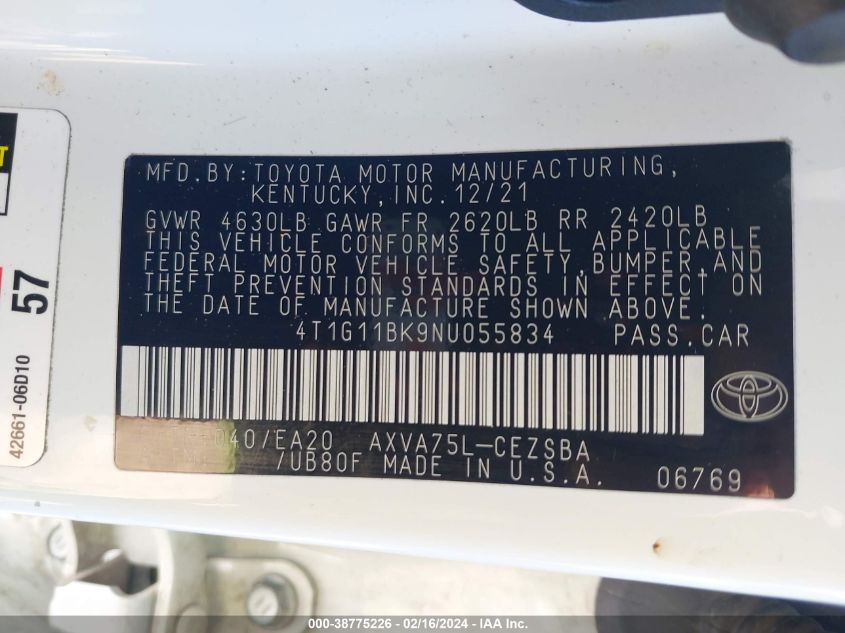 MFD.BY:TOYOTA MOTOR MANUFACTURING,
KENTUCKY,INC.12/21
GVWR 4630LB GAWR FR 2620LB RR 2420LB
THIS VEHICLE CONFORMS TO ALL APPLICABLE
FEDERAL MOTOR VEHICLE SAFETY,BUMPER,AND
THEFT PREVENTION STANDARDS IN EFFECT ON
THE DATE OF MANUFACTURE SHOWN ABOVE.
4T1G11BK9NU055834 PASS.CAR
040/EA20 AXVA75L-CEZSBA
/UB80F MADE IN U.S.A. 06769
57
42661-06D10
000-38775226 - 02/16/2024 - IAA Inc.